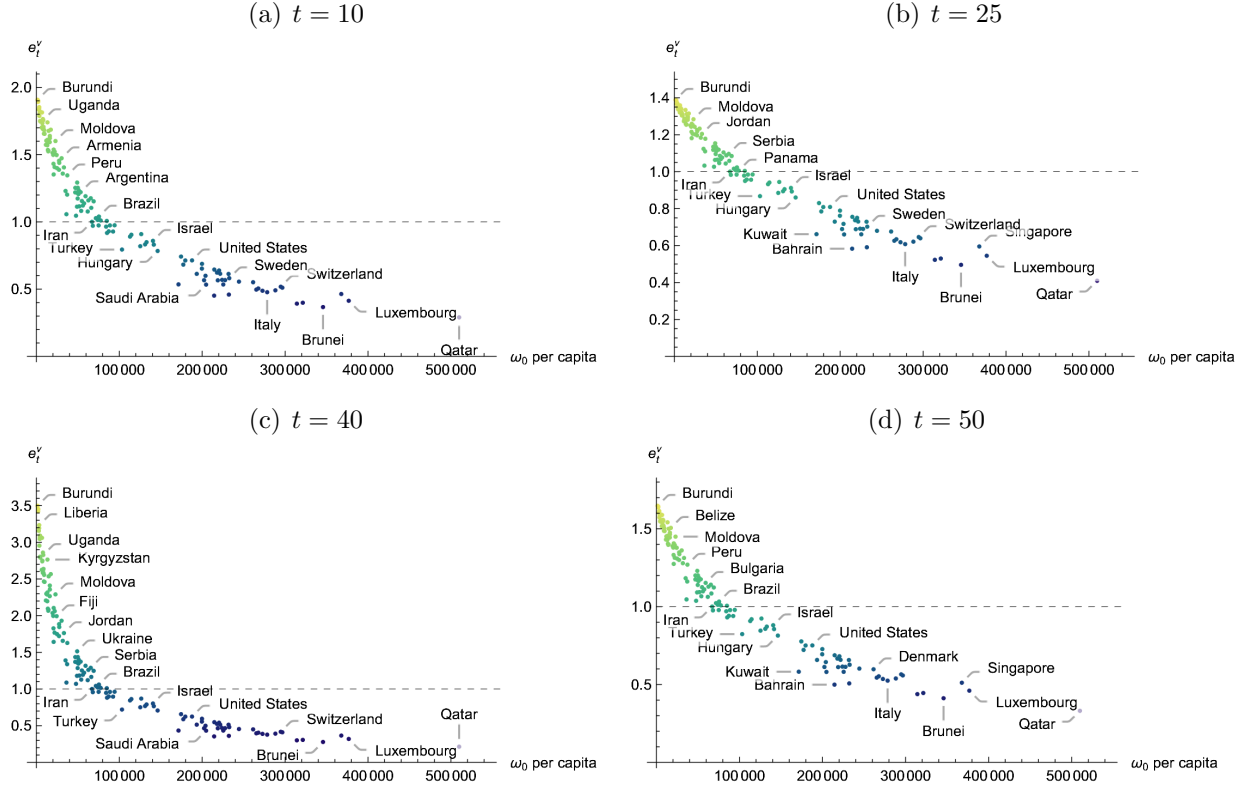 (a) t = 10
e_t^v
2.0
1.5
1.0
0.5
Burundi
Uganda
Moldova
Armenia
Peru
Argentina
Brazil
Iran
Israel
Turkey
Hungary
United States
Sweden
Switzerland
Saudi Arabia
Italy
Luxembourg
Brunei
Qatar
100 000 200 000 300 000 400 000 500 000
ω0 per capita
(b) t = 25
e_t^v
1.4
1.2
1.0
0.8
0.6
0.4
0.2
Burundi
Moldova
Jordan
Serbia
Panama
Israel
Iran
Turkey
Hungary
United States
Sweden
Switzerland
Singapore
Kuwait
Bahrain
Italy
Luxembourg
Brunei
Qatar
100 000 200 000 300 000 400 000 500 000
ω0 per capita
(c) t = 40
e_t^v
3.5
3.0
2.5
2.0
1.5
1.0
0.5
Burundi
Liberia
Uganda
Kyrgyzstan
Moldova
Fiji
Jordan
Ukraine
Serbia
Brazil
Iran
Israel
Turkey
United States
Switzerland
Qatar
Saudi Arabia
Brunei
Luxembourg
100 000 200 000 300 000 400 000 500 000
ω0 per capita
(d) t = 50
e_t^v
1.5
1.0
0.5
Burundi
Belize
Moldova
Peru
Bulgaria
Brazil
Iran
Israel
Turkey
Hungary
United States
Denmark
Singapore
Kuwait
Bahrain
Italy
Luxembourg
Brunei
Qatar
100 000 200 000 300 000 400 000 500 000
ω0 per capita